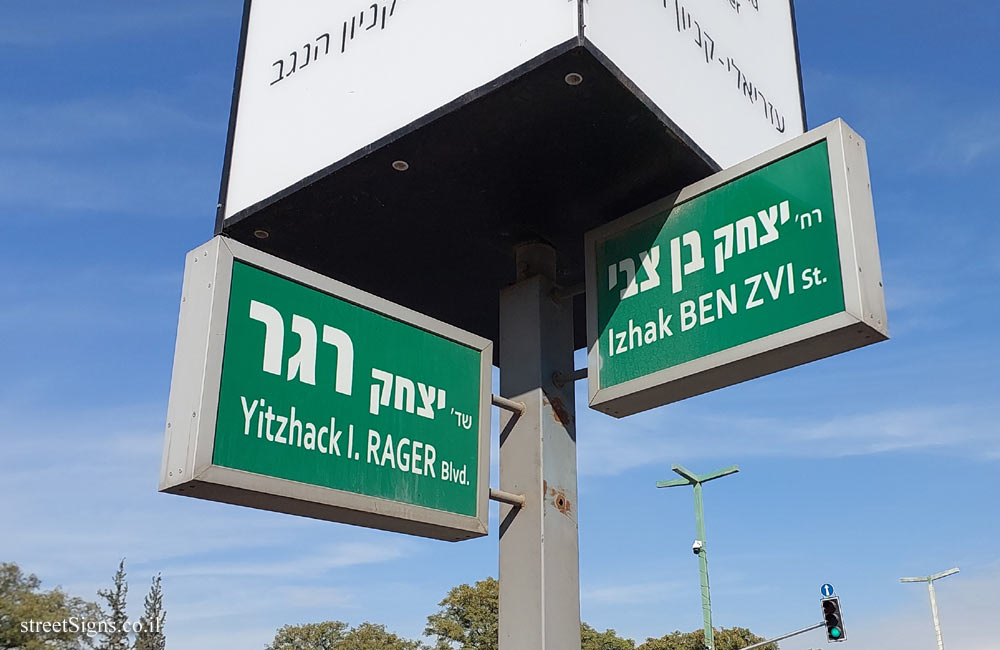 קניון הנגב
עזריאלי-קניון
שד' יצחק רגר
Yitzhack I. RAGER Blvd.
רח' יצחק בן צבי
Izhak BEN ZVI St.
streetSigns.co.il